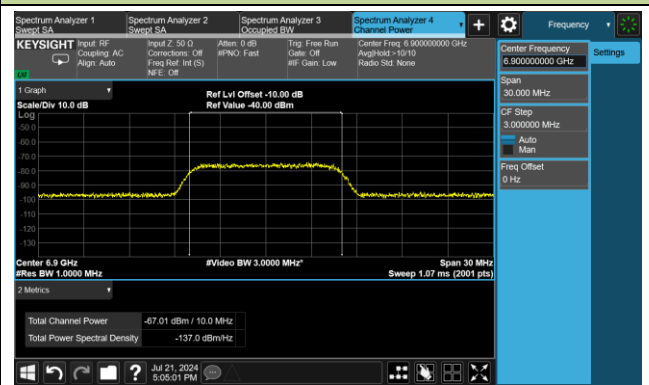 Spectrum Analyzer 1
Swept SA
Spectrum Analyzer 2
Swept SA
Spectrum Analyzer 3
Occupied BW
Spectrum Analyzer 4
Channel Power
Frequency
KEYSIGHT
Input: RF
Coupling: AC
Align: Auto
Input Z: 50 Ω
Corrections: Off
Freq Ref: Int (S)
NFE: Off
Atten: 0 dB
#PNO: Fast
Trig: Free Run
Gate: Off
#IF Gain: Low
Center Freq: 6.900000000 GHz
Avg|Hold:>10/10
Radio Std: None
Center Frequency
6.900000000 GHz
Settings
Span
30.000 MHz
CF Step
3.000000 MHz
Auto
Man
Freq Offset
0 Hz
1 Graph
Scale/Div 10.0 dB
Ref Lvl Offset -10.00 dB
Ref Value -40.00 dBm
Log
-50.0
-60.0
-70.0
-80.0
-90.0
-100
-110
-120
-130
Center 6.9 GHz
#Video BW 3.0000 MHz*
Span 30 MHz
#Res BW 1.0000 MHz
Sweep 1.07 ms (2001 pts)
2 Metrics
Total Channel Power -67.01 dBm / 10.0 MHz
Total Power Spectral Density -137.0 dBm/Hz
?
Jul 21, 2024
5:05:01 PM